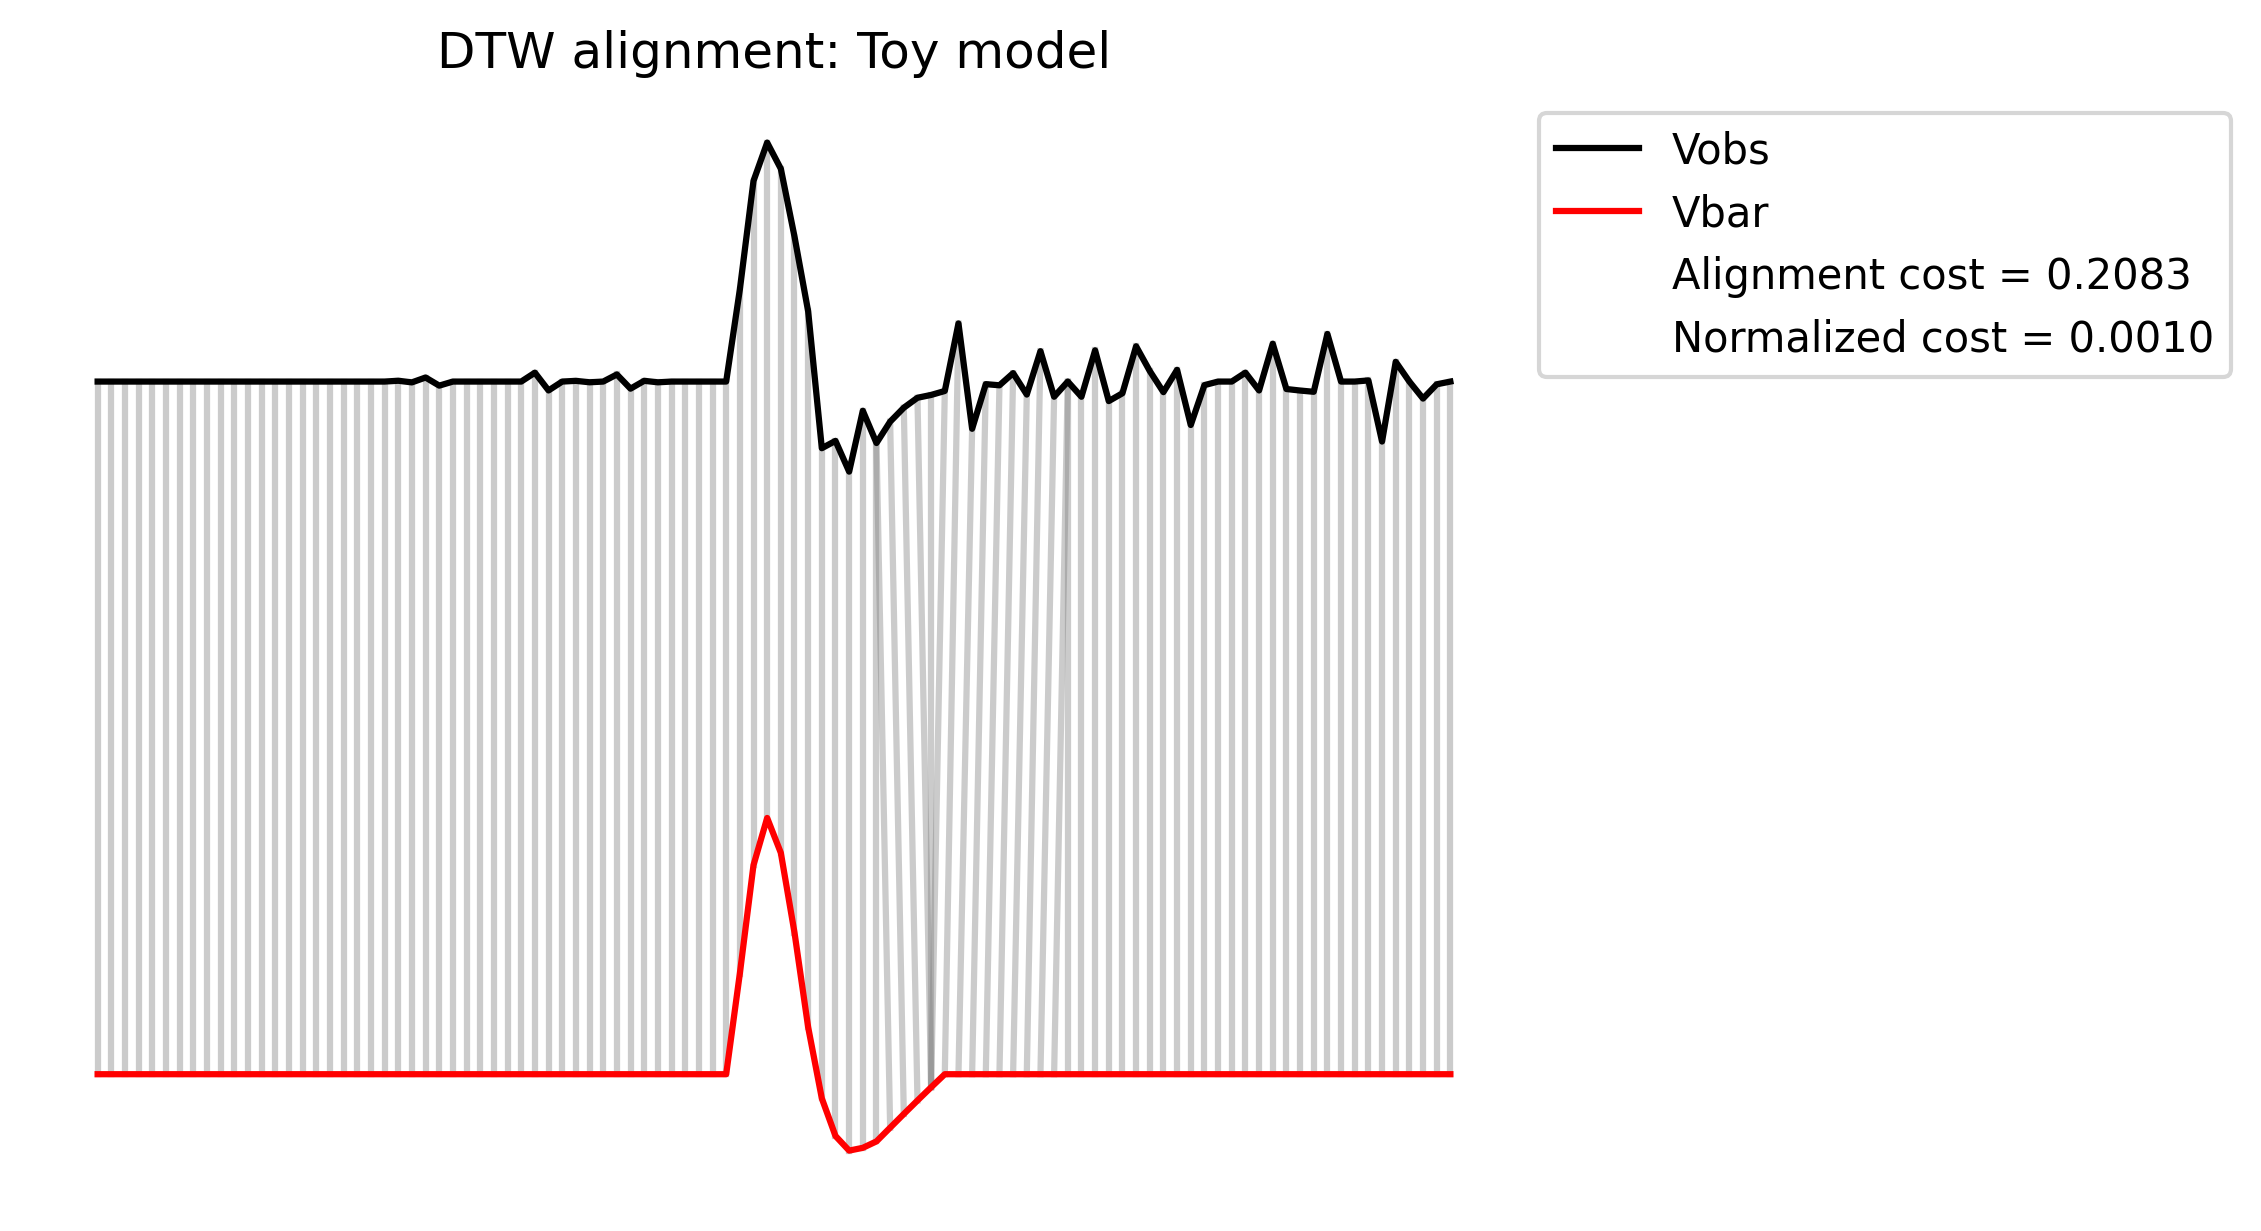 DTW alignment: Toy model
Vobs
Vbar
Alignment cost = 0.2083
Normalized cost = 0.0010